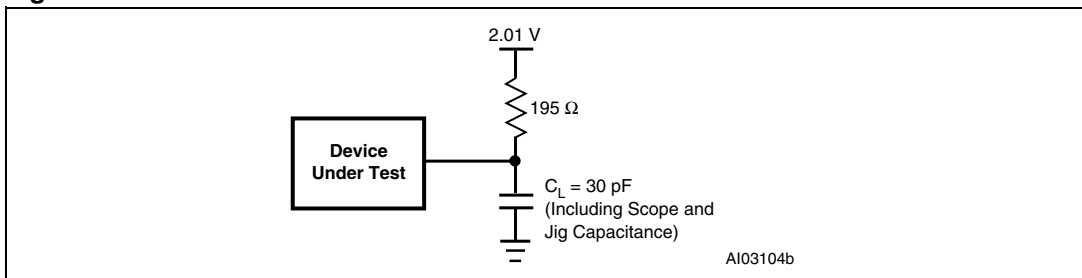 2.01 V
195 Ω
Device
Under Test
C_L = 30 pF
(Including Scope and
Jig Capacitance)
AI03104b